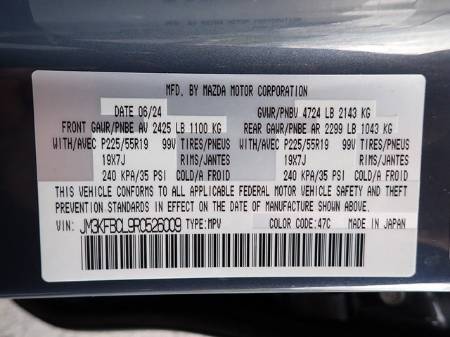 MFD. BY MAZDA MOTOR CORPORATION
DATE 06/24 GVWR/PNBV 4724 LB 2143 KG
FRONT GAWR/PNBE AV 2425 LB 1100 KG REAR GAWR/PNBE AR 2299 LB 1043 KG
WITH/AVEC P225/55R19 99V TIRES/PNEUS WITH/AVEC P225/55R19 99V TIRES/PNEUS
19X7J RIMS/JANTES 19X7J RIMS/JANTES
240 KPA/35 PSI COLD/À FROID 240 KPA/35 PSI
THIS VEHICLE CONFORMS TO ALL APPLICABLE FEDERAL MOTOR VEHICLE SAFETY AND THEFT
PREVENTION STANDARDS IN EFFECT ON THE DATE OF MANUFACTURE SHOWN ABOVE.
VIN: JM3KFBCL9R0526009 TYPE:MPV COLOR CODE:47C MADE IN JAPAN